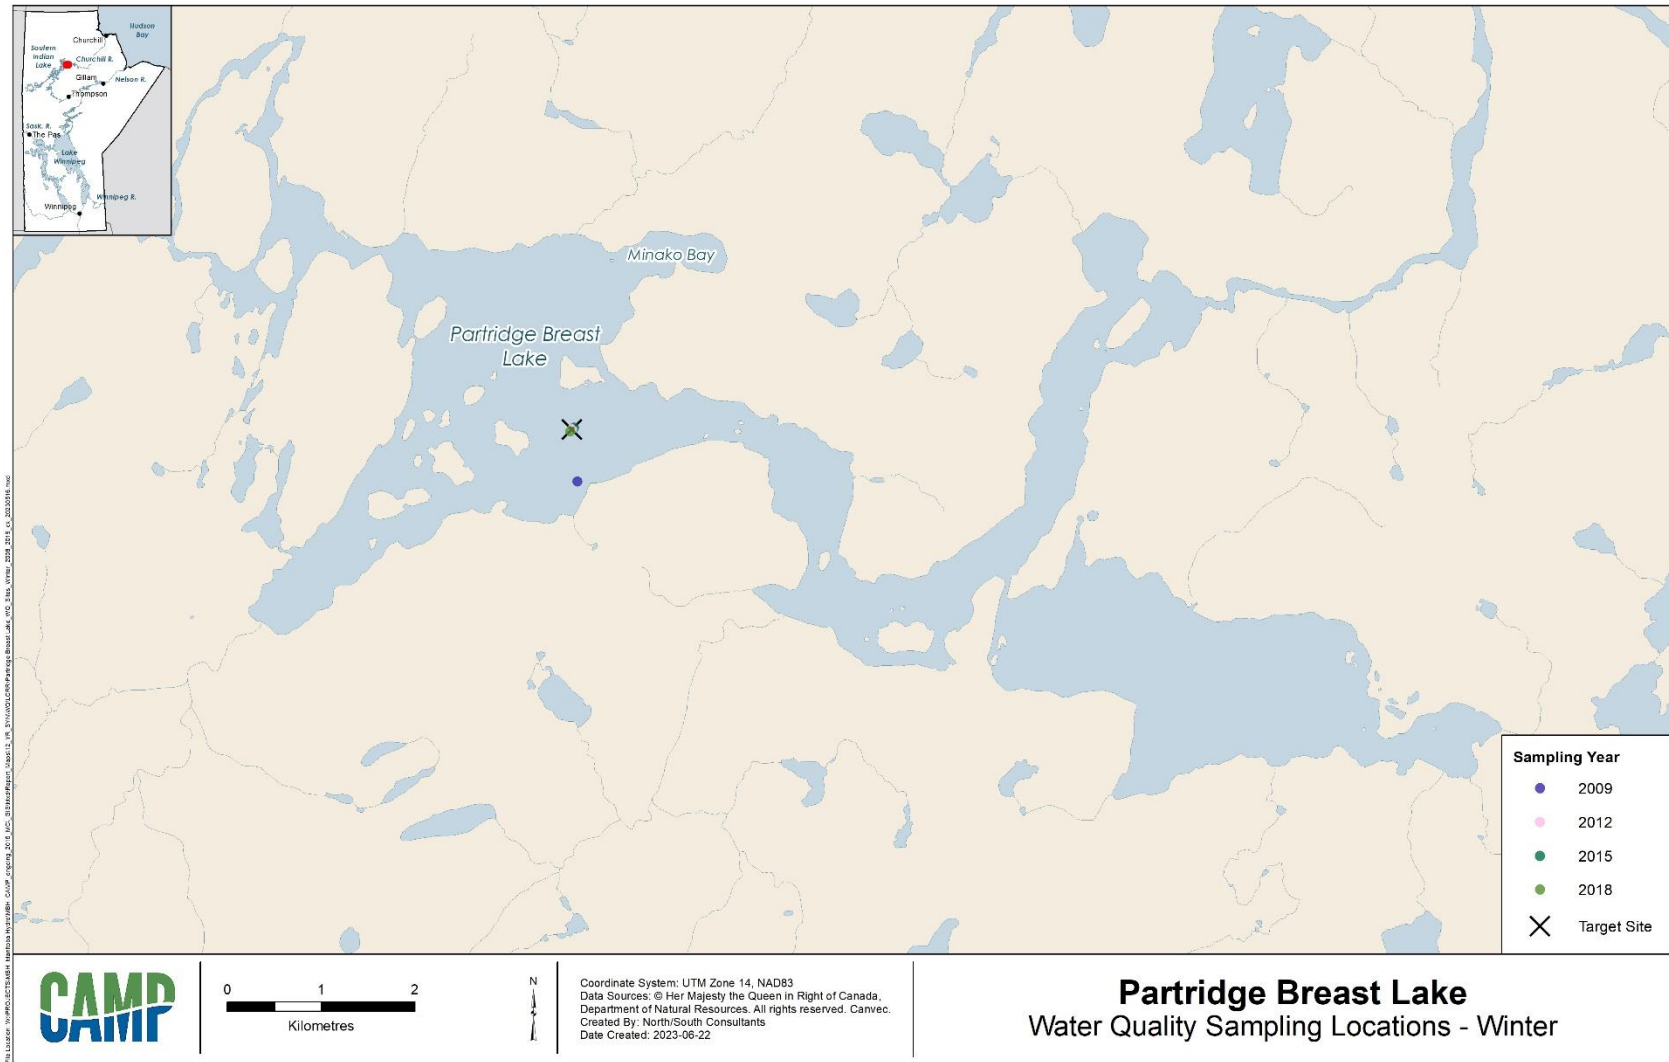 Hudson
Bay
Churchill
Southern
Indian
Lake
Churchill R.
Gillam
Nelson R.
Thompson
Sask. R.
The Pas
Lake
Winnipeg
Winnipeg R.
Winnipeg
Minako Bay
Partridge Breast
Lake
Sampling Year
2009
2012
2015
2018
Target Site
CAMP
0 1 2
Kilometres
N
Coordinate System: UTM Zone 14, NAD83
Data Sources: © Her Majesty the Queen in Right of Canada,
Department of Natural Resources. All rights reserved. Canvec.
Created By: North/South Consultants
Date Created: 2023-06-22
Partridge Breast Lake
Water Quality Sampling Locations - Winter